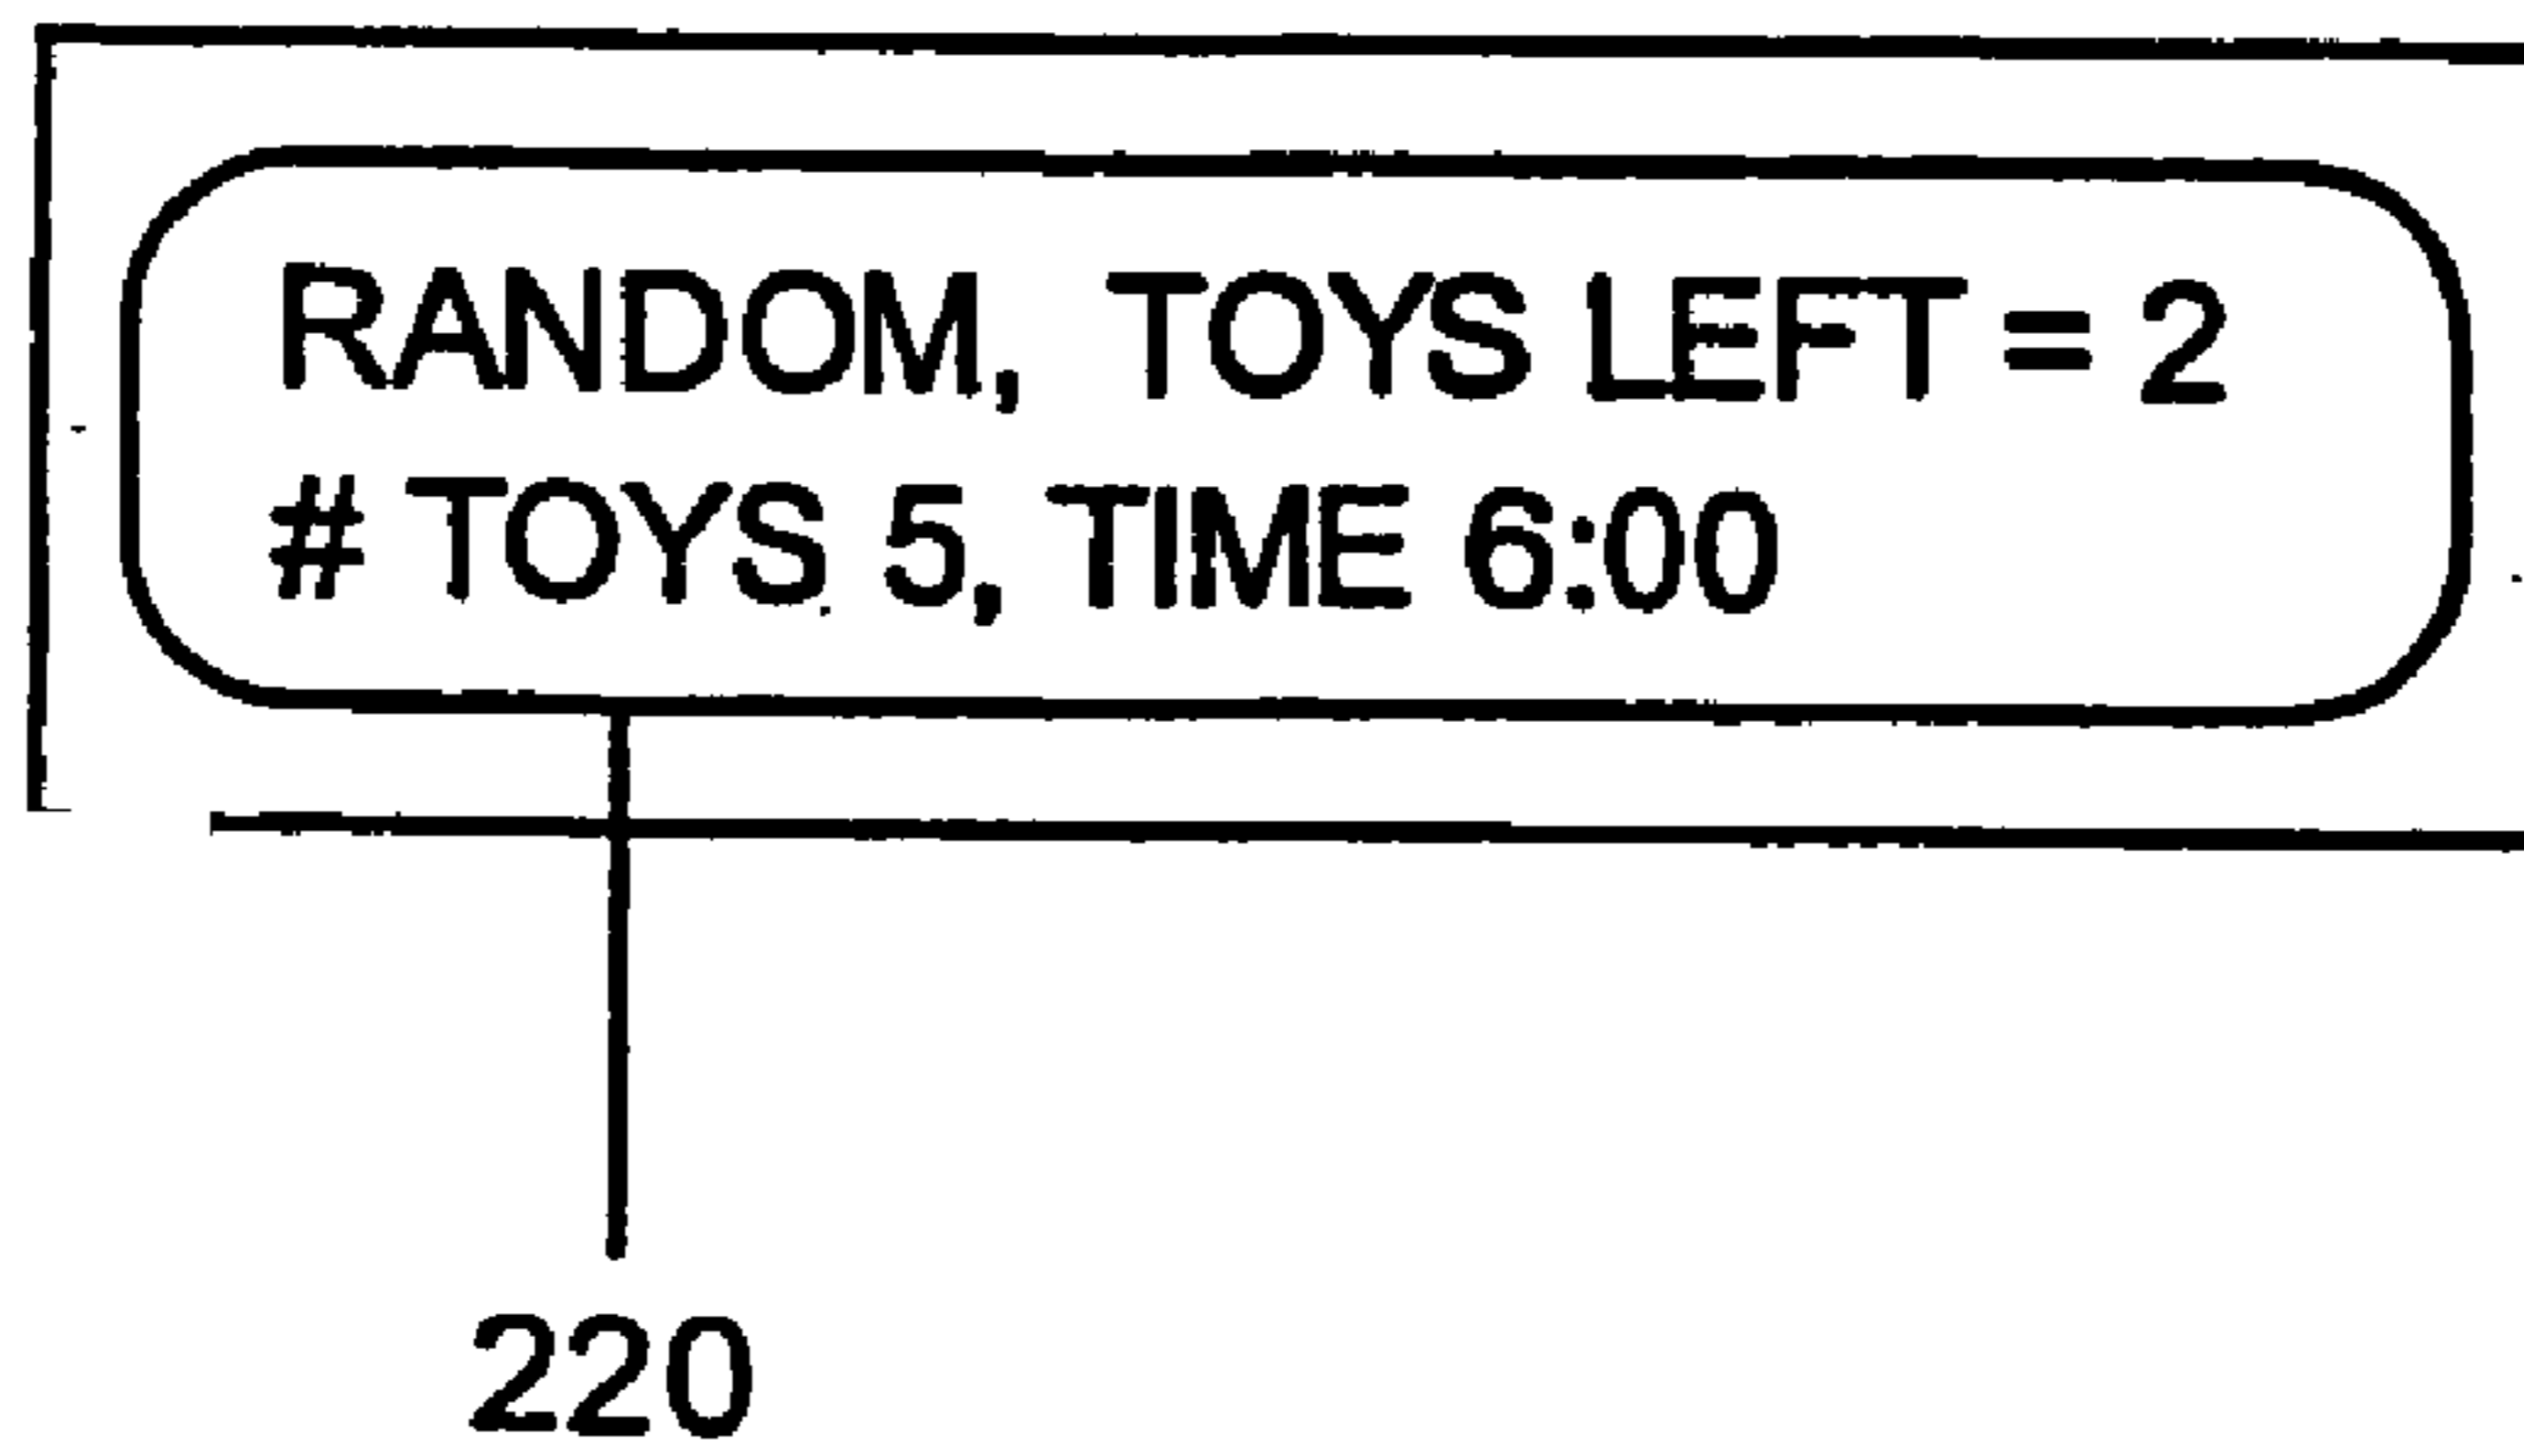 RANDOM, TOYS LEFT = 2
# TOYS 5, TIME 6:00
220